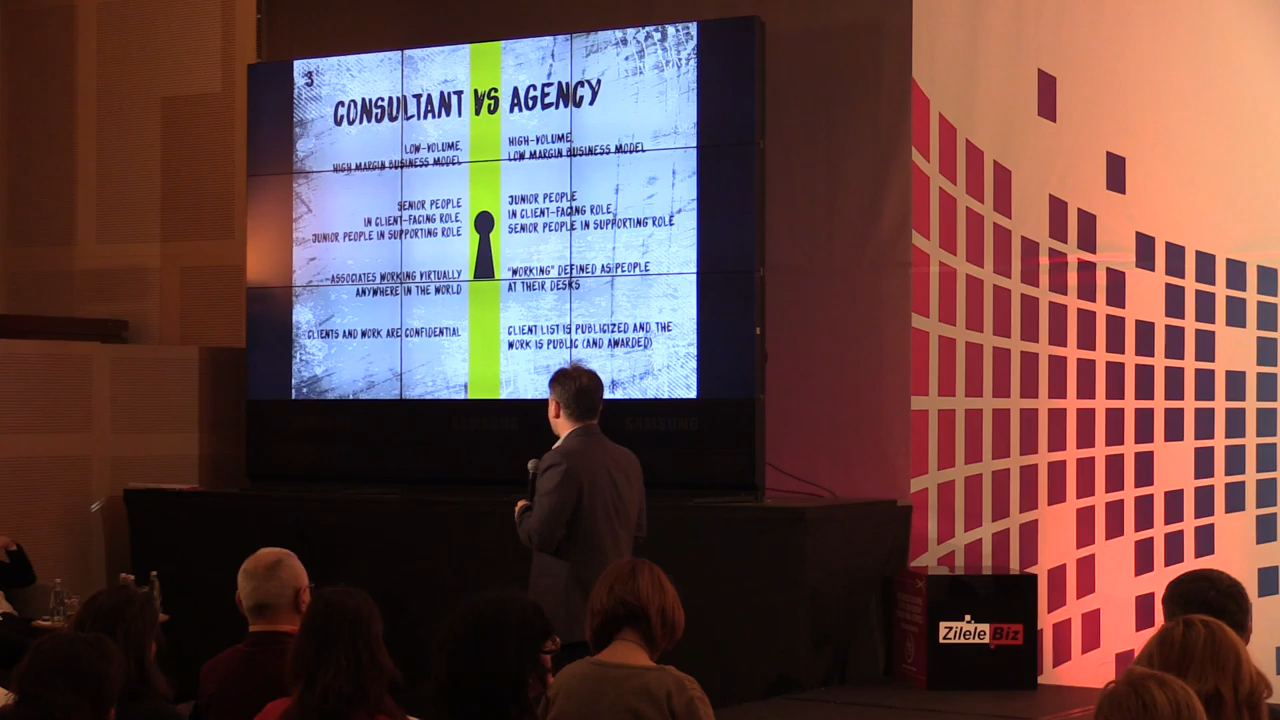 3
CONSULTANT VS AGENCY
LOW-VOLUME,
HIGH MARGIN BUSINESS MODEL
HIGH-VOLUME,
LOW MARGIN BUSINESS MODEL
SENIOR PEOPLE
IN CLIENT-FACING ROLE,
JUNIOR PEOPLE IN SUPPORTING ROLE
JUNIOR PEOPLE
IN CLIENT-FACING ROLE,
SENIOR PEOPLE IN SUPPORTING ROLE
ASSOCIATES WORKING VIRTUALLY
ANYWHERE IN THE WORLD
"WORKING" DEFINED AS PEOPLE
AT THEIR DESKS
CLIENTS AND WORK ARE CONFIDENTIAL
CLIENT LIST IS PUBLICIZED AND THE
WORK IS PUBLIC (AND AWARDED)
SAMSUNG SAMSUNG
Zilele Biz